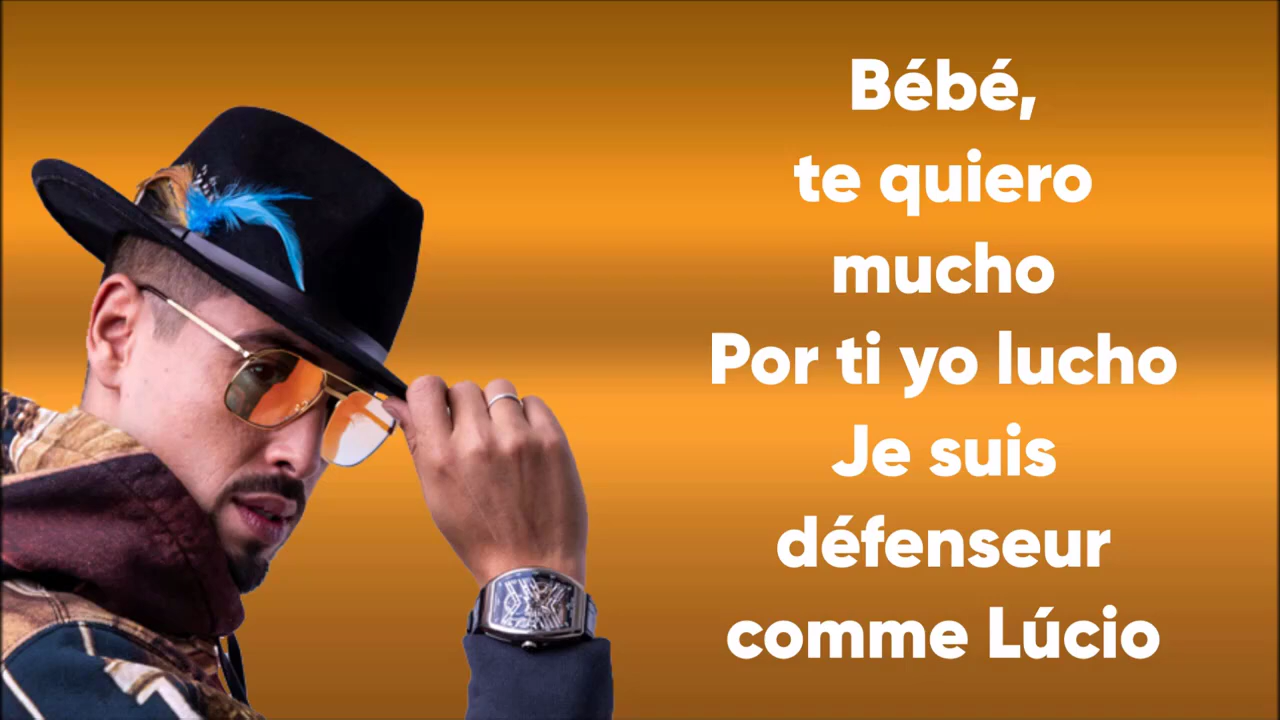 Bébé,
te quiero
mucho
Por ti yo lucho
Je suis
défenseur
comme Lúcio